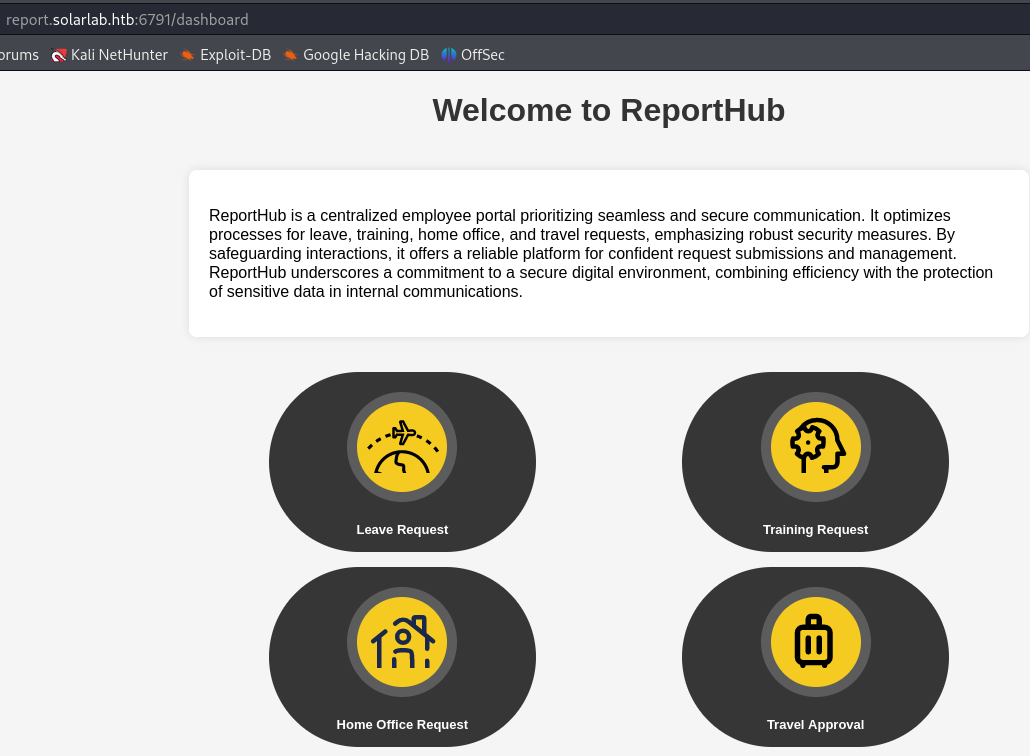 report.solarlab.htb:6791/dashboard
orums Kali NetHunter Exploit-DB Google Hacking DB OffSec
Welcome to ReportHub
ReportHub is a centralized employee portal prioritizing seamless and secure communication. It optimizes
processes for leave, training, home office, and travel requests, emphasizing robust security measures. By
safeguarding interactions, it offers a reliable platform for confident request submissions and management.
ReportHub underscores a commitment to a secure digital environment, combining efficiency with the protection
of sensitive data in internal communications.
Leave Request
Training Request
Home Office Request
Travel Approval